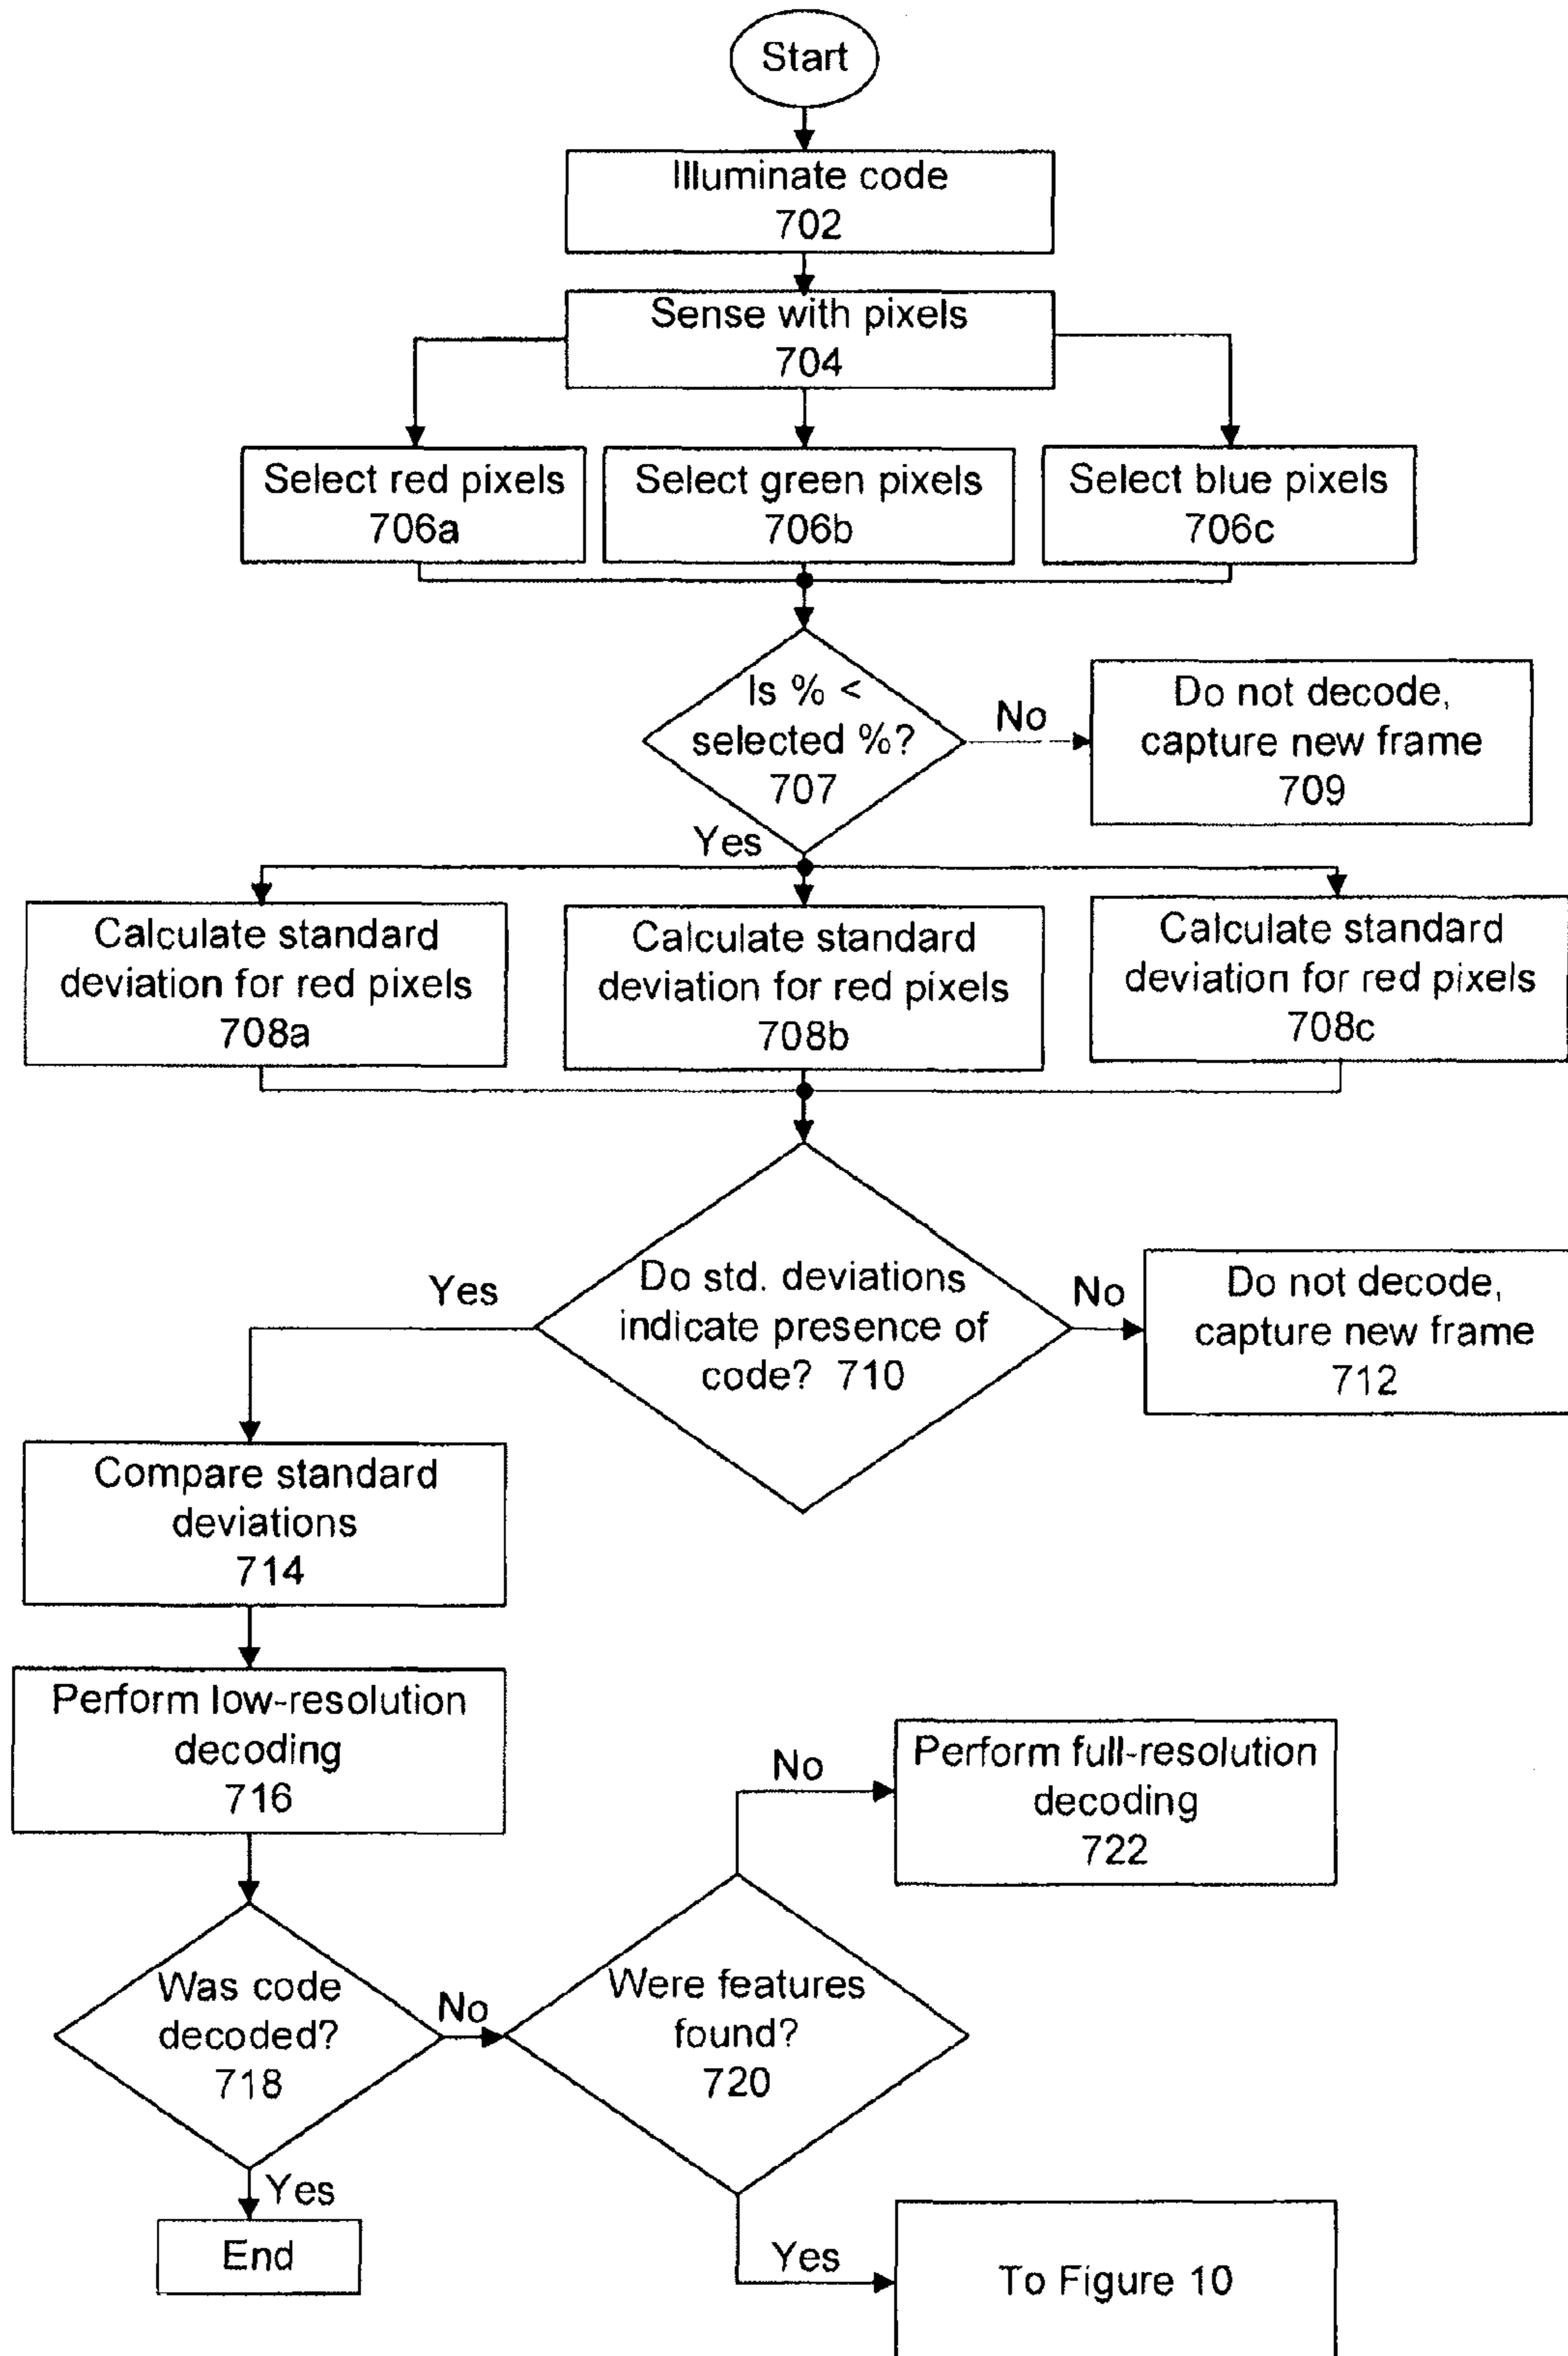 Start
Illuminate code
702
Sense with pixels
704
Select red pixels
706a
Select green pixels
706b
Select blue pixels
706c
Is % <
selected %?
707
No
Do not decode,
capture new frame
709
Yes
Calculate standard
deviation for red pixels
708a
Calculate standard
deviation for red pixels
708b
Calculate standard
deviation for red pixels
708c
Do std. deviations
indicate presence of
code? 710
Yes
No
Do not decode,
capture new frame
712
Compare standard
deviations
714
Perform low-resolution
decoding
716
Was code
decoded?
718
No
Yes
End
Were features
found?
720
No
Perform full-resolution
decoding
722
Yes
To Figure 10